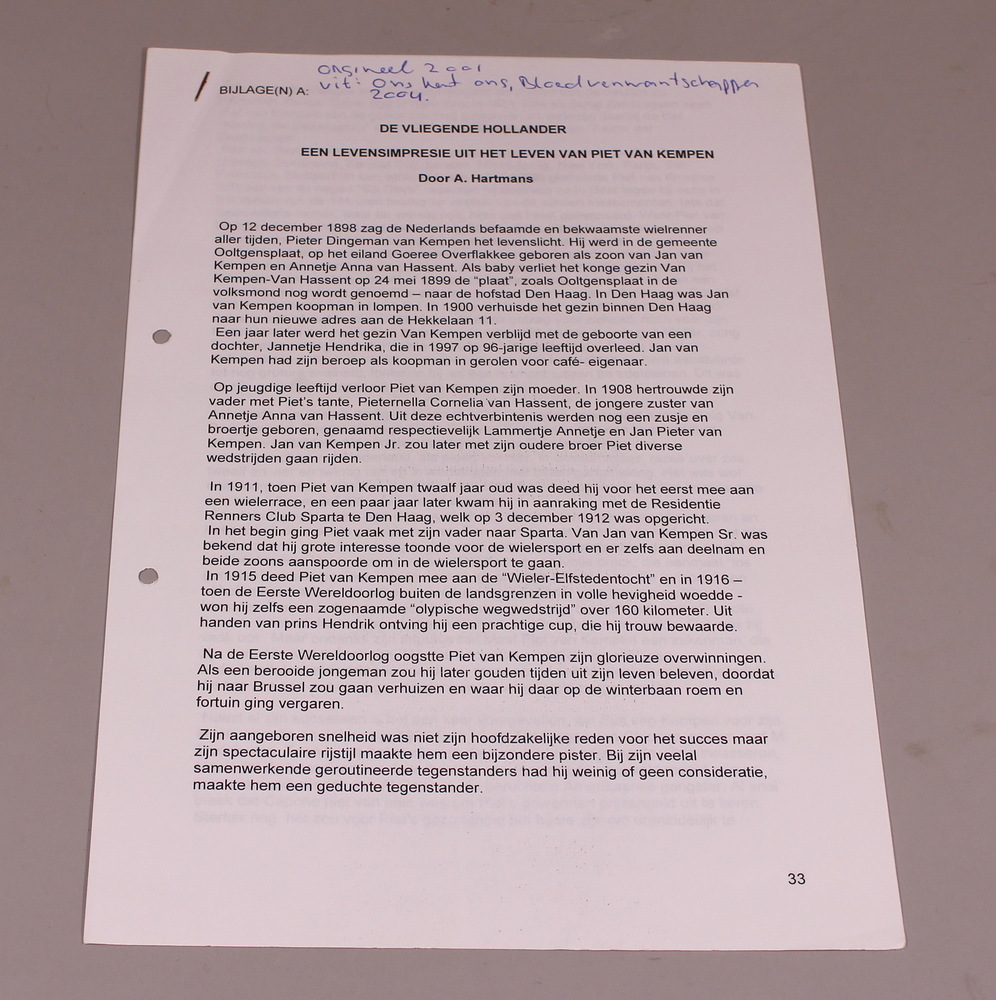 orgineel 2001
BIJLAGE(N) A: uit: Ons kent ons, Bloedverwantschappen
2004.
DE VLIEGENDE HOLLANDER
EEN LEVENSIMPRESIE UIT HET LEVEN VAN PIET VAN KEMPEN
Door A. Hartmans
Op 12 december 1898 zag de Nederlands befaamde en bekwaamste wielrenner
aller tijden, Pieter Dingeman van Kempen het levenslicht. Hij werd in de gemeente
Ooltgensplaat, op het eiland Goeree Overflakkee geboren als zoon van Jan van
Kempen en Annetje Anna van Hassent. Als baby verliet het konge gezin Van
Kempen-Van Hassent op 24 mei 1899 de “plaat”, zoals Ooltgensplaat in de
volksmond nog wordt genoemd – naar de hofstad Den Haag. In Den Haag was Jan
van Kempen koopman in lompen. In 1900 verhuisde het gezin binnen Den Haag
naar hun nieuwe adres aan de Hekkelaan 11.
Een jaar later werd het gezin Van Kempen verblijd met de geboorte van een
dochter, Jannetje Hendrika, die in 1997 op 96-jarige leeftijd overleed. Jan van
Kempen had zijn beroep als koopman in gerolen voor café- eigenaar.
Op jeugdige leeftijd verloor Piet van Kempen zijn moeder. In 1908 hertrouwde zijn
vader met Piet's tante, Pieternella Cornelia van Hassent, de jongere zuster van
Annetje Anna van Hassent. Uit deze echtverbintenis werden nog een zusje en
broertje geboren, genaamd respectievelijk Lammertje Annetje en Jan Pieter van
Kempen. Jan van Kempen Jr. zou later met zijn oudere broer Piet diverse
wedstrijden gaan rijden.
In 1911, toen Piet van Kempen twaalf jaar oud was deed hij voor het eerst mee aan
een wielerrace, en een paar jaar later kwam hij in aanraking met de Residentie
Renners Club Sparta te Den Haag, welk op 3 december 1912 was opgericht.
In het begin ging Piet vaak met zijn vader naar Sparta. Van Jan van Kempen Sr. was
bekend dat hij grote interesse toonde voor de wielersport en er zelfs aan deelnam en
beide zoons aanspoorde om in de wielersport te gaan.
In 1915 deed Piet van Kempen mee aan de “Wieler-Elfstedentocht” en in 1916 –
toen de Eerste Wereldoorlog buiten de landsgrenzen in volle hevigheid woedde -
won hij zelfs een zogenaamde “olypische wegwedstrijd” over 160 kilometer. Uit
handen van prins Hendrik ontving hij een prachtige cup, die hij trouw bewaarde.
Na de Eerste Wereldoorlog oogstte Piet van Kempen zijn glorieuze overwinningen.
Als een berooide jongeman zou hij later gouden tijden uit zijn leven beleven, doordat
hij naar Brussel zou gaan verhuizen en waar hij daar op de winterbaan roem en
fortuin ging vergaren.
Zijn aangeboren snelheid was niet zijn hoofdzakelijke reden voor het succes maar
zijn spectaculaire rijstijl maakte hem een bijzondere pister. Bij zijn veelal
samenwerkende geroutineerde tegenstanders had hij weinig of geen consideratie,
maakte hem een geduchte tegenstander.
33